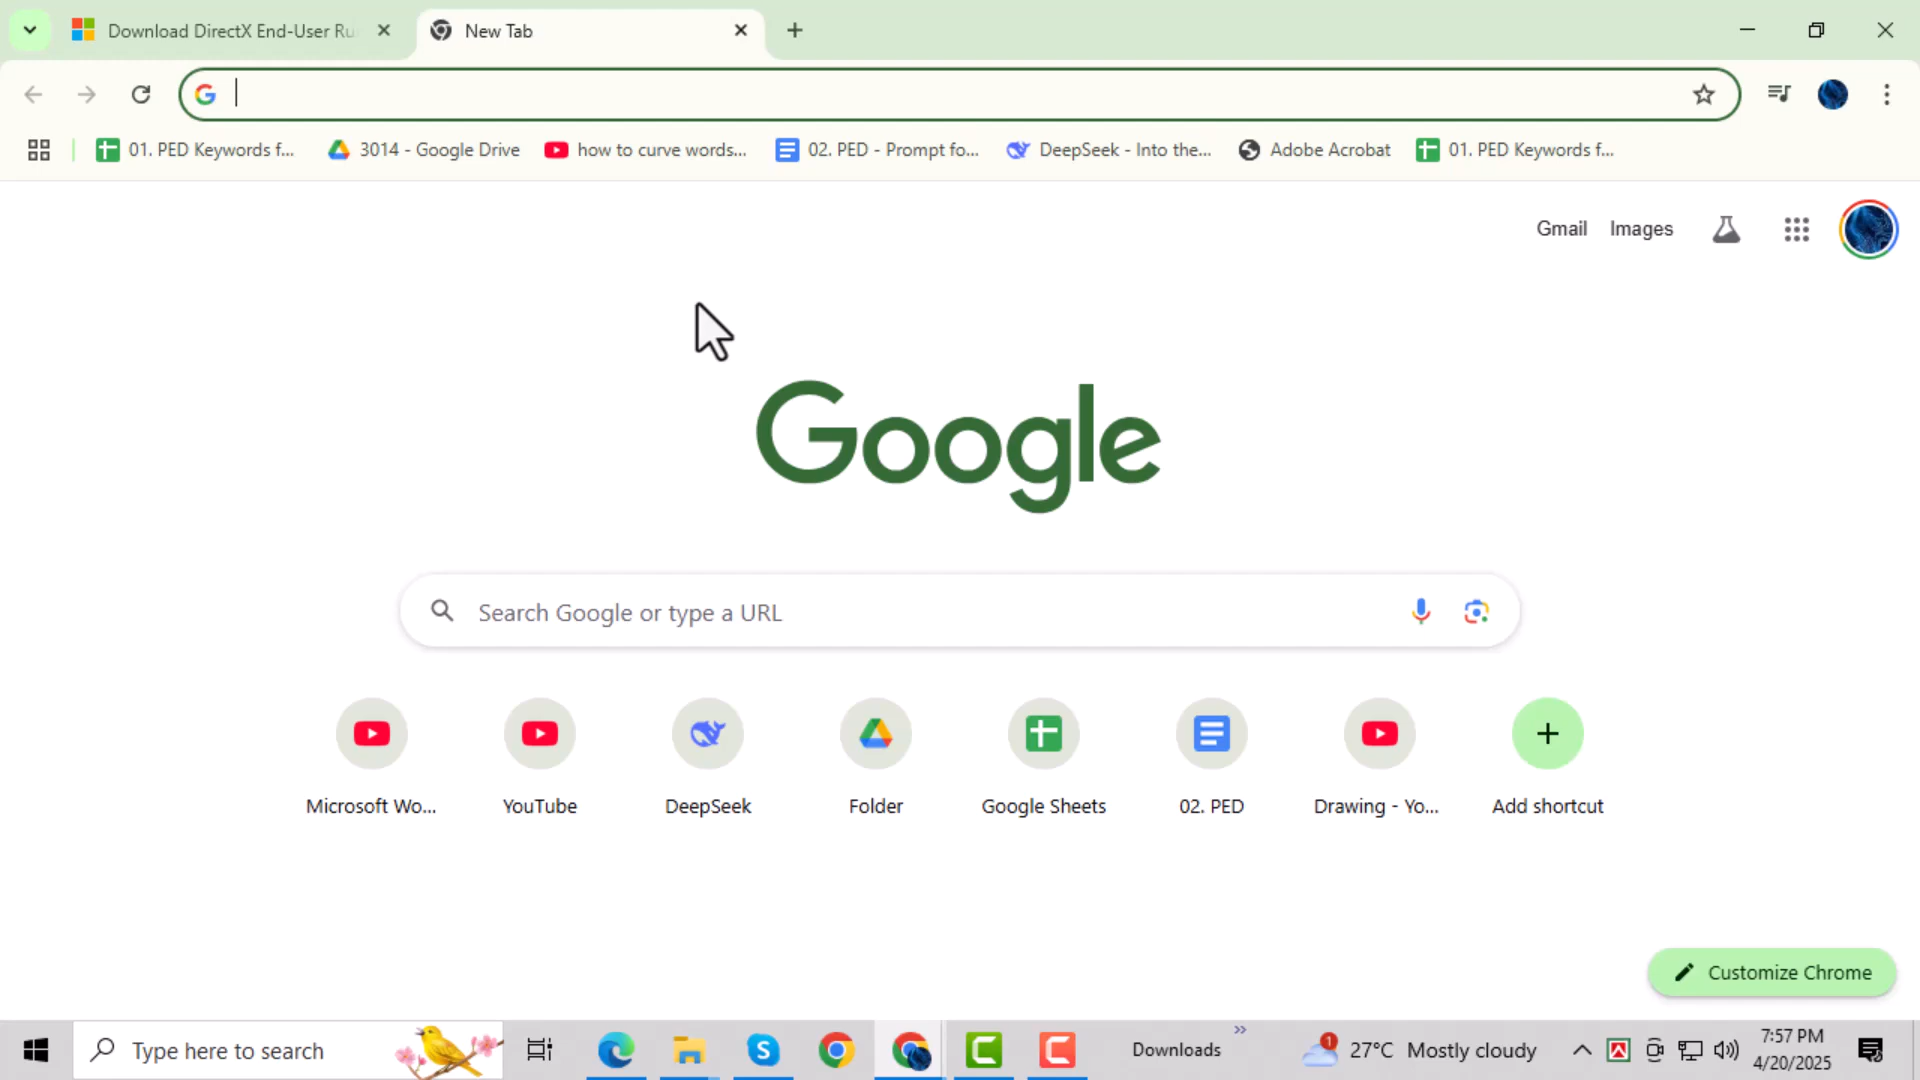 Download DirectX End-User Ru
New Tab
01. PED Keywords f...
3014 - Google Drive
how to curve words...
02. PED - Prompt fo...
DeepSeek - Into the...
Adobe Acrobat
01. PED Keywords f...
Gmail
Images
Google
Search Google or type a URL
Microsoft Wo...
YouTube
DeepSeek
Folder
Google Sheets
02. PED
Drawing - Yo...
Add shortcut
Customize Chrome
Type here to search
Downloads
1
27°C Mostly cloudy
7:57 PM
4/20/2025